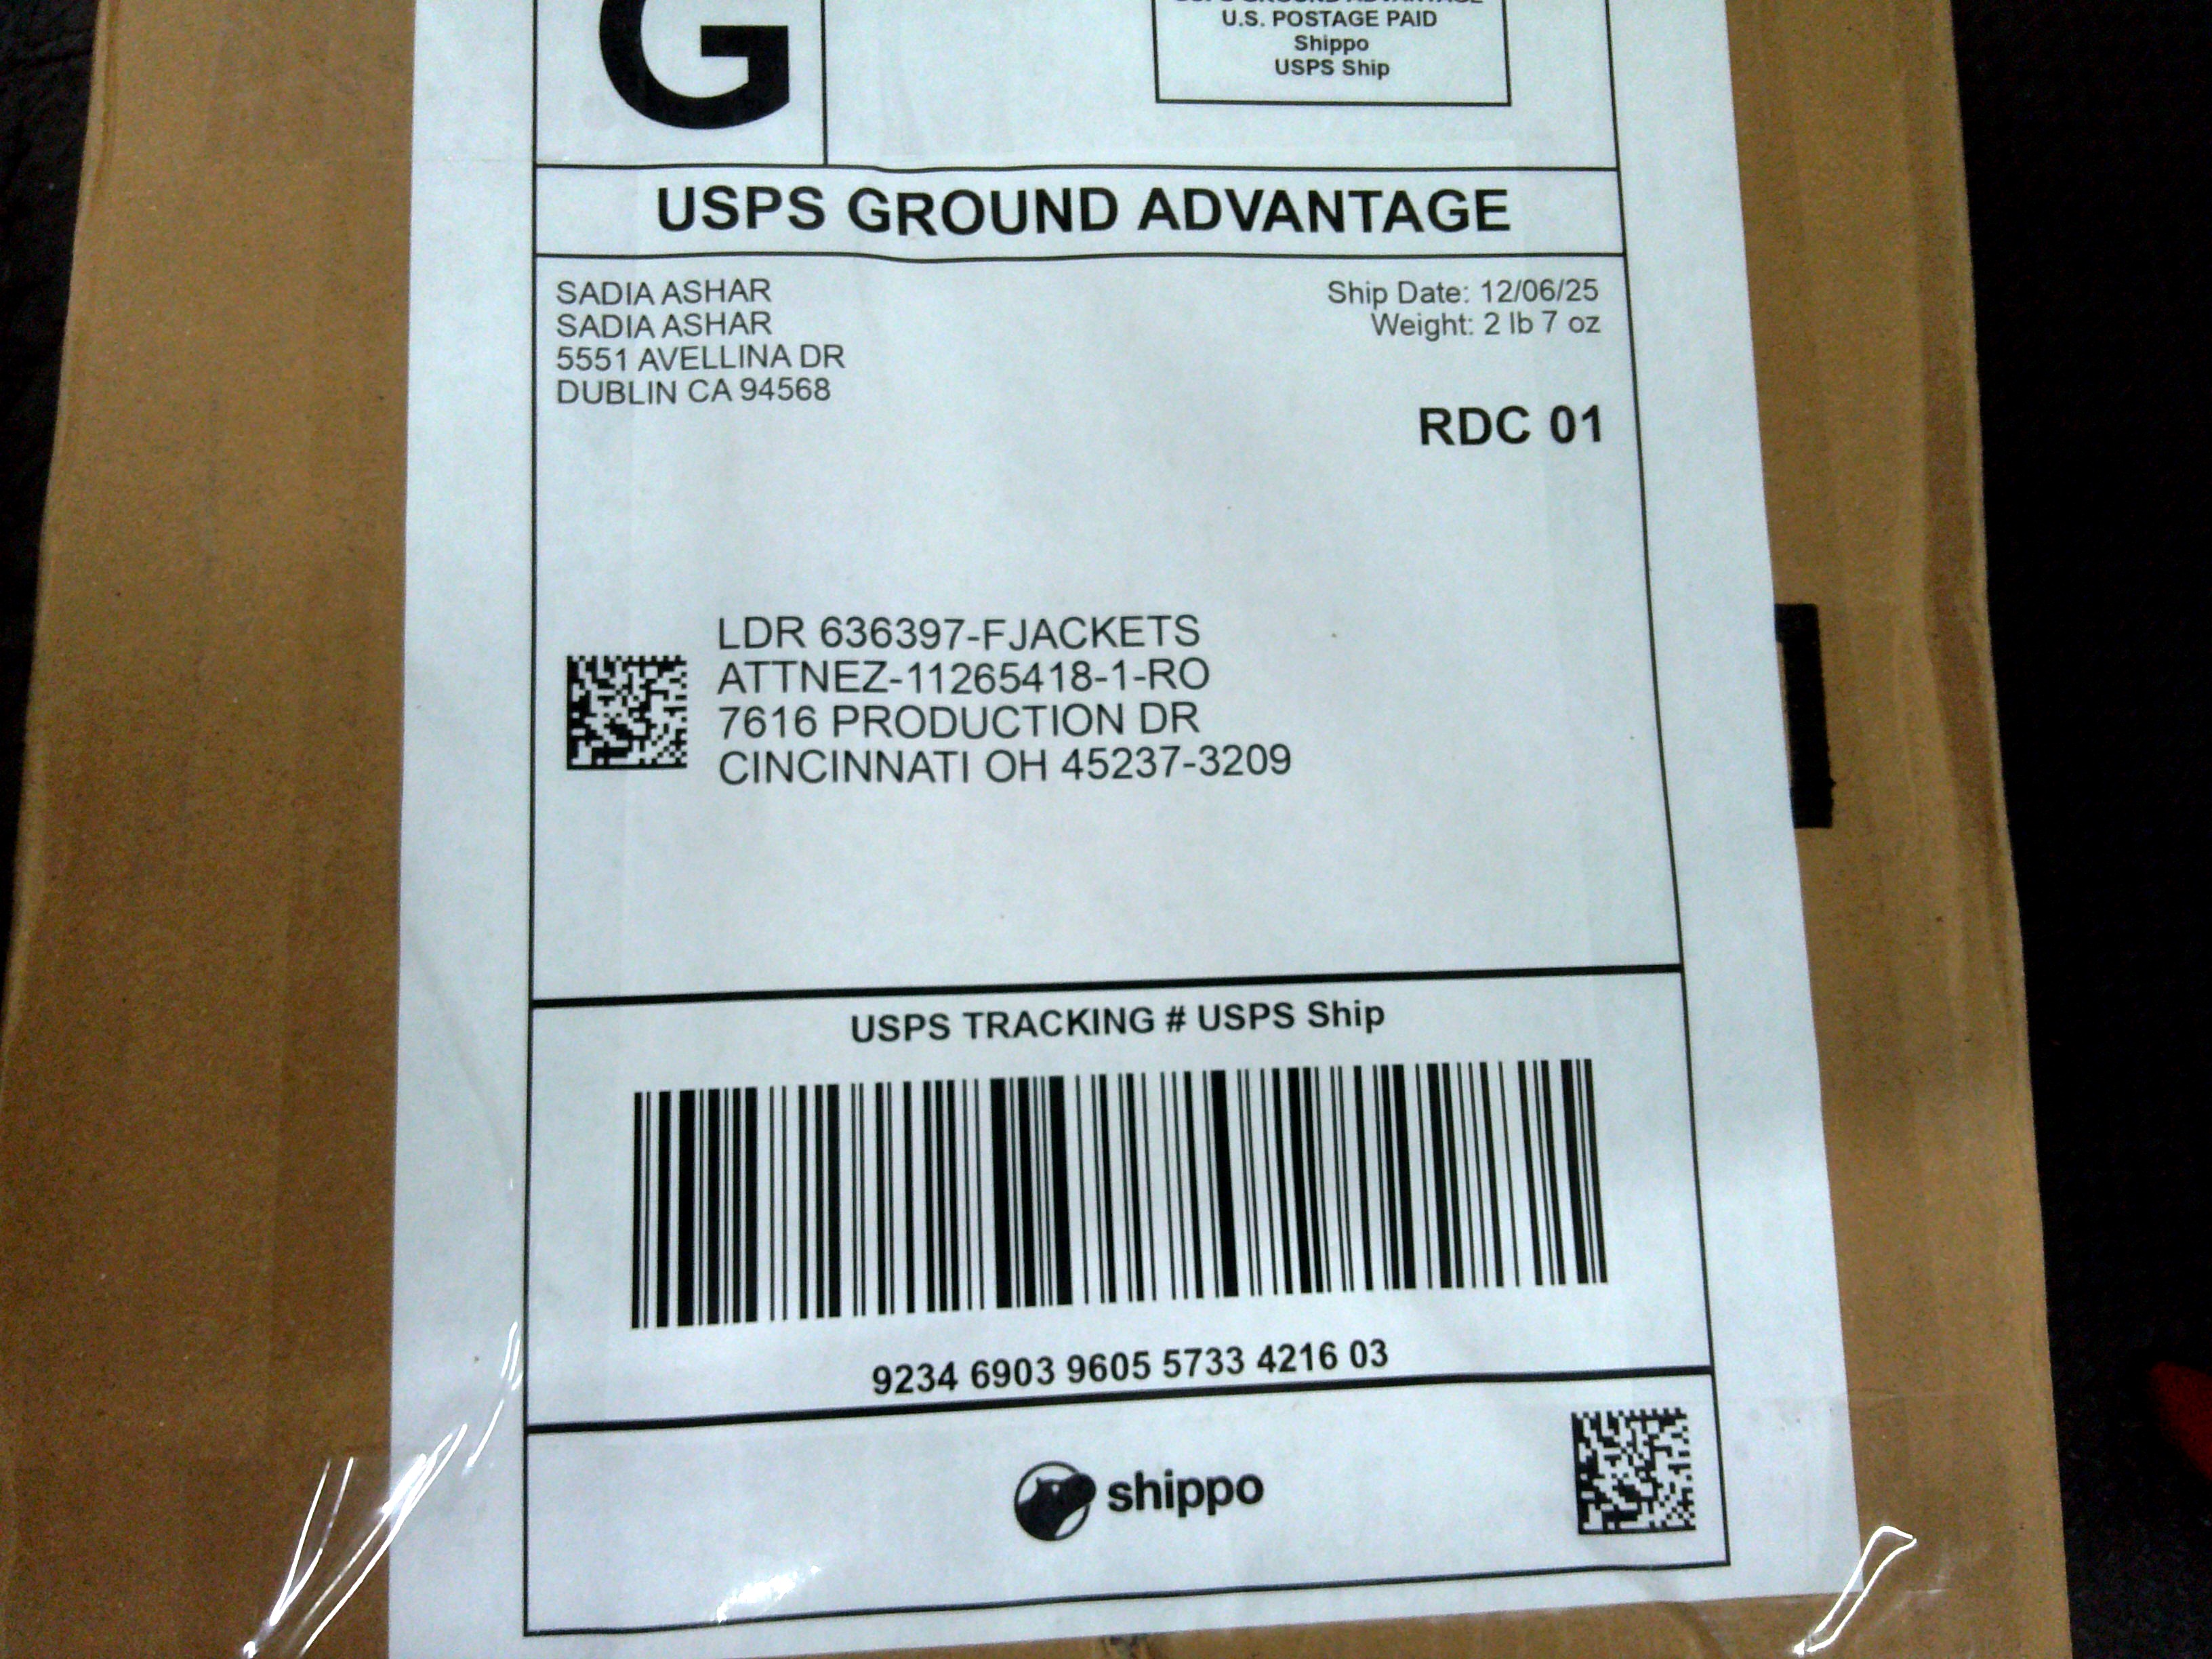 G
U.S. POSTAGE PAID
Shippo
USPS Ship
USPS GROUND ADVANTAGE
SADIA ASHAR
SADIA ASHAR
5551 AVELLINA DR
DUBLIN CA 94568
Ship Date: 12/06/25
Weight: 2 lb 7 oz
RDC 01
LDR 636397-FJACKETS
ATTNEZ-11265418-1-RO
7616 PRODUCTION DR
CINCINNATI OH 45237-3209
USPS TRACKING # USPS Ship
9234 6903 9605 5733 4216 03
shippo